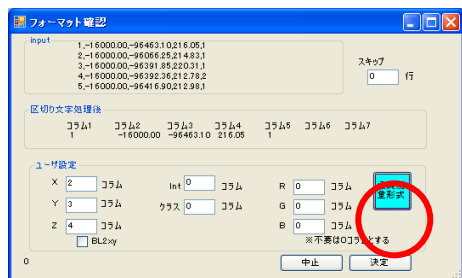 フォーマット確認
input
1,-16000.00,-96463.10,216.05,1
2,-16000.00,-95066.25,214.83,1
3,-16000.00,-96391.85,220.31,1
4,-16000.00,-96392.36,212.78,2
5,-16000.00,-96416.90,212.98,1
スキップ
0 行
区切り文字処理後
コラム1 コラム2 コラム3 コラム4 コラム5 コラム6 コラム7
1 -16000.00 -96463.10 216.05 1
ユーザ設定
X 2 コラム Int 0 コラム R 0 コラム
量形式
Y 3 コラム クラス 0 コラム G 0 コラム
Z 4 コラム B 0 コラム
BL2xy ※不要は0コラムとする
0 中止 決定